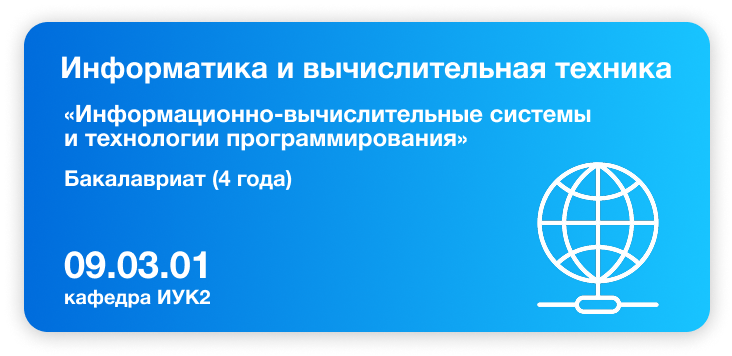 Информатика и вычислительная техника
«Информационно-вычислительные системы
и технологии программирования»
Бакалавриат (4 года)
09.03.01
кафедра ИУК2